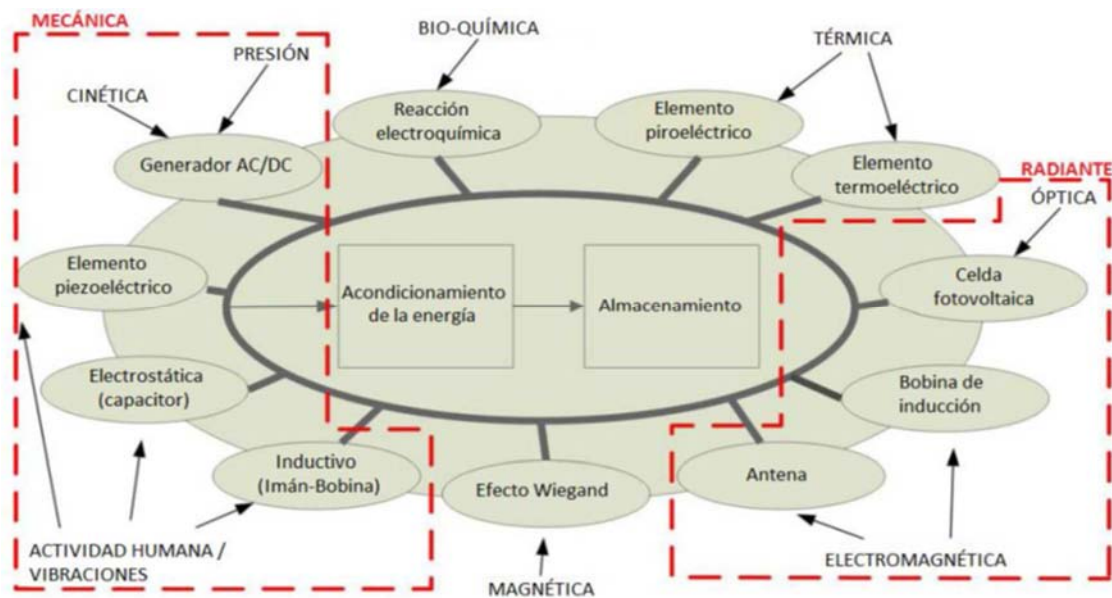 MECÁNICA
PRESIÓN
CINÉTICA
Generador AC/DC
BIO-QUÍMICA
Reacción
electroquímica
TÉRMICA
Elemento
piroeléctrico
Elemento
termoeléctrico
RADIANTE
ÓPTICA
Celda
fotovoltaica
Elemento
piezoeléctrico
Acondicionamiento
de la energía
Almacenamiento
Electrostática
(capacitor)
Bobina de
inducción
Inductivo
(Imán-Bobina)
Efecto Wiegand
Antena
ACTIVIDAD HUMANA /
VIBRACIONES
MAGNÉTICA
ELECTROMAGNÉTICA